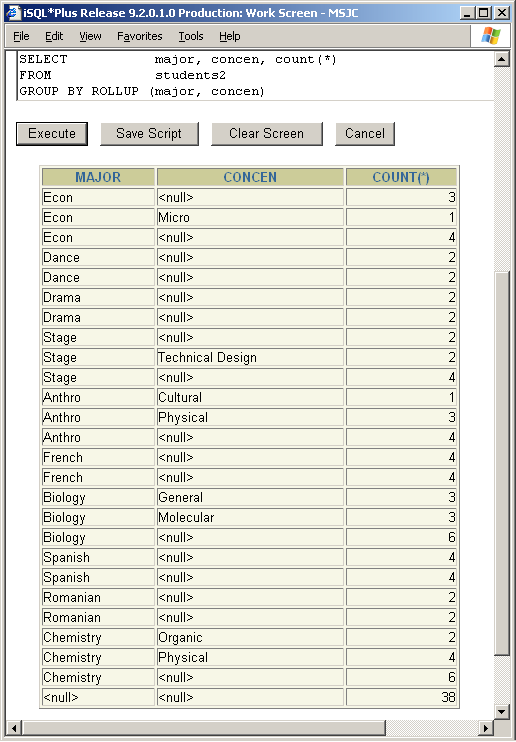 iSQL*Plus Release 9.2.0.1.0 Production: Work Screen - MSJC
File Edit View Favorites Tools Help
SELECT major, concen, count(*)
FROM students2
GROUP BY ROLLUP (major, concen)
Execute Save Script Clear Screen Cancel
MAJOR CONCEN COUNT(*)
Econ <null> 3
Econ Micro 1
Econ <null> 4
Dance <null> 2
Dance <null> 2
Drama <null> 2
Drama <null> 2
Stage <null> 2
Stage Technical Design 2
Stage <null> 4
Anthro Cultural 1
Anthro Physical 3
Anthro <null> 4
French <null> 4
French <null> 4
Biology General 3
Biology Molecular 3
Biology <null> 6
Spanish <null> 4
Spanish <null> 4
Romanian <null> 2
Romanian <null> 2
Chemistry Organic 2
Chemistry Physical 4
Chemistry <null> 6
<null> <null> 38